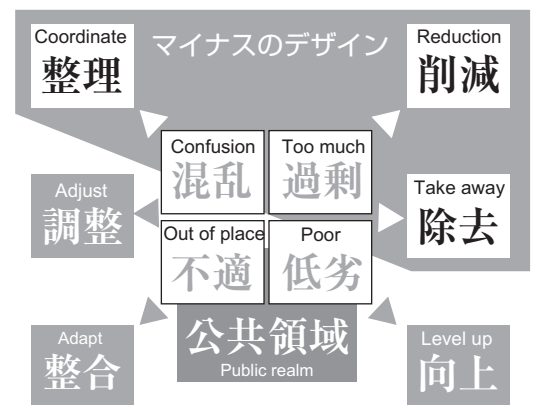 Coordinate
整理
マイナスのデザイン
Reduction
削減
Confusion
混乱
Too much
過剰
Adjust
調整
Take away
除去
Out of place
不適
Poor
低劣
Adapt
整合
公共領域
Public realm
Level up
向上